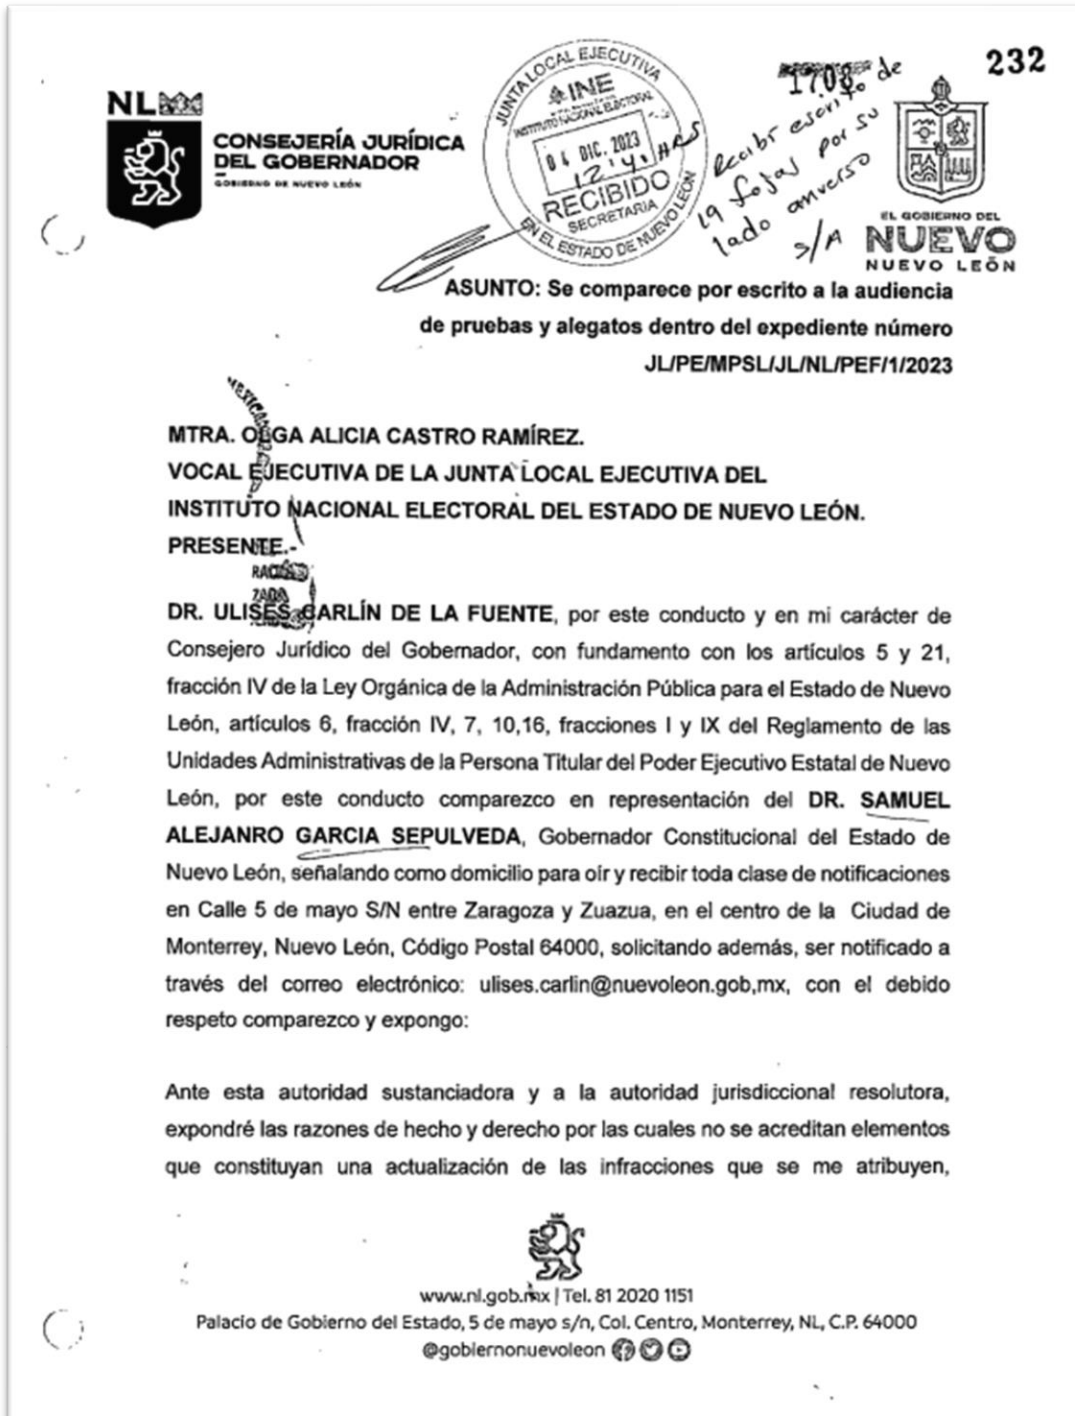 232
NL
CONSEJERÍA JURÍDICA
DEL GOBERNADOR
GOBIERNO DE NUEVO LEÓN
JUNTA LOCAL EJECUTIVA
INE
INSTITUTO NACIONAL ELECTORAL
04 DIC. 2023
RECIBIDO
SECRETARIA
EN EL ESTADO DE NUEVO LEÓN
Recibí escrito de
19 fojas por su
lado anverso
s/A
EL GOBIERNO DEL
NUEVO
NUEVO LEÓN
ASUNTO: Se comparece por escrito a la audiencia
de pruebas y alegatos dentro del expediente número
JL/PE/MPSL/JL/NL/PEF/1/2023
MTRA. OLGA ALICIA CASTRO RAMÍREZ.
VOCAL EJECUTIVA DE LA JUNTA LOCAL EJECUTIVA DEL
INSTITUTO NACIONAL ELECTORAL DEL ESTADO DE NUEVO LEÓN.
PRESENTE.-
DR. ULISES CARLÍN DE LA FUENTE, por este conducto y en mi carácter de
Consejero Jurídico del Gobernador, con fundamento con los artículos 5 y 21,
fracción IV de la Ley Orgánica de la Administración Pública para el Estado de Nuevo
León, artículos 6, fracción IV, 7, 10,16, fracciones I y IX del Reglamento de las
Unidades Administrativas de la Persona Titular del Poder Ejecutivo Estatal de Nuevo
León, por este conducto comparezco en representación del DR. SAMUEL
ALEJANRO GARCIA SEPULVEDA, Gobernador Constitucional del Estado de
Nuevo León, señalando como domicilio para oír y recibir toda clase de notificaciones
en Calle 5 de mayo S/N entre Zaragoza y Zuazua, en el centro de la Ciudad de
Monterrey, Nuevo León, Código Postal 64000, solicitando además, ser notificado a
través del correo electrónico: ulises.carlin@nuevoleon.gob,mx, con el debido
respeto comparezco y expongo:
Ante esta autoridad sustanciadora y a la autoridad jurisdiccional resolutora,
expondré las razones de hecho y derecho por las cuales no se acreditan elementos
que constituyan una actualización de las infracciones que se me atribuyen,
www.nl.gob.mx | Tel. 81 2020 1151
Palacio de Gobierno del Estado, 5 de mayo s/n, Col. Centro, Monterrey, NL, C.P. 64000
@gobiernonuevoleon